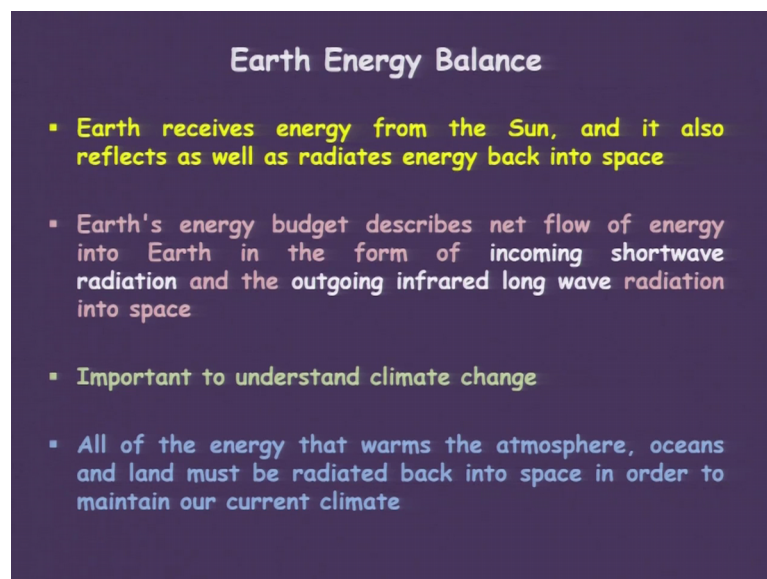 Earth Energy Balance
▪ Earth receives energy from the Sun, and it also
reflects as well as radiates energy back into space
▪ Earth's energy budget describes net flow of energy
into Earth in the form of incoming shortwave
radiation and the outgoing infrared long wave radiation
into space
▪ Important to understand climate change
▪ All of the energy that warms the atmosphere, oceans
and land must be radiated back into space in order to
maintain our current climate